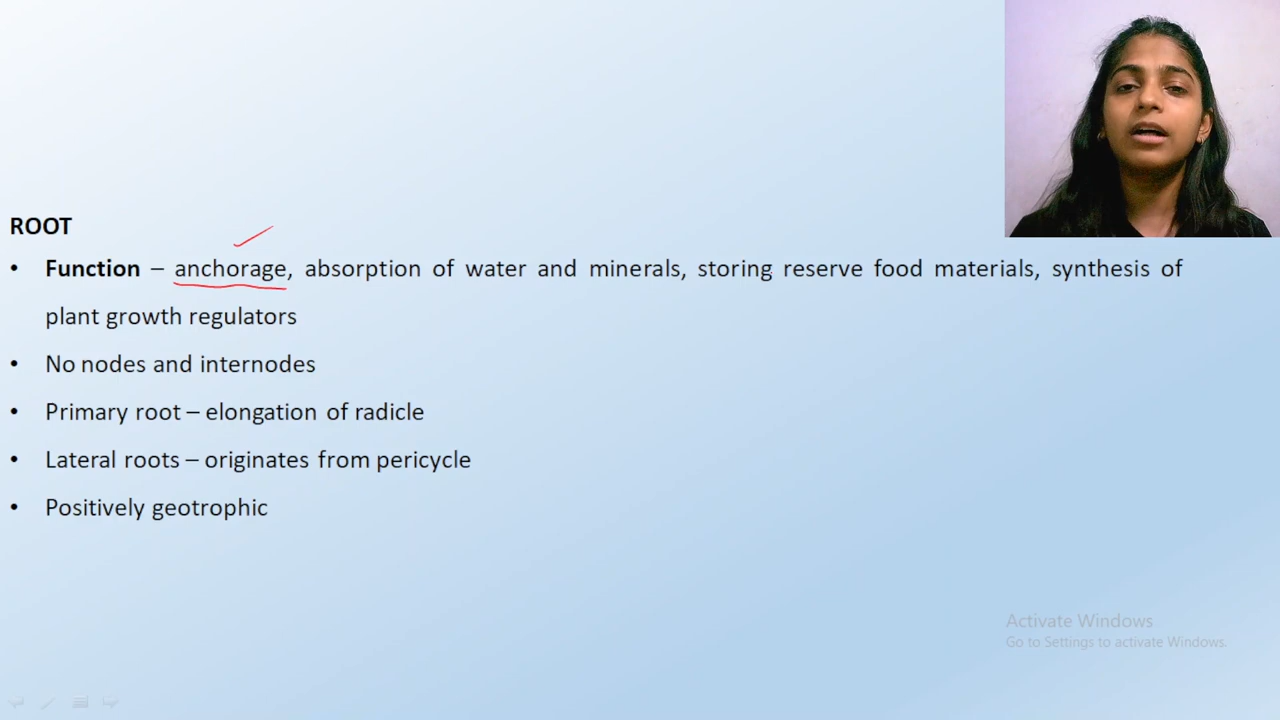 ROOT
• Function – anchorage, absorption of water and minerals, storing reserve food materials, synthesis of
plant growth regulators
• No nodes and internodes
• Primary root – elongation of radicle
• Lateral roots – originates from pericycle
• Positively geotrophic
Activate Windows
Go to Settings to activate Windows.